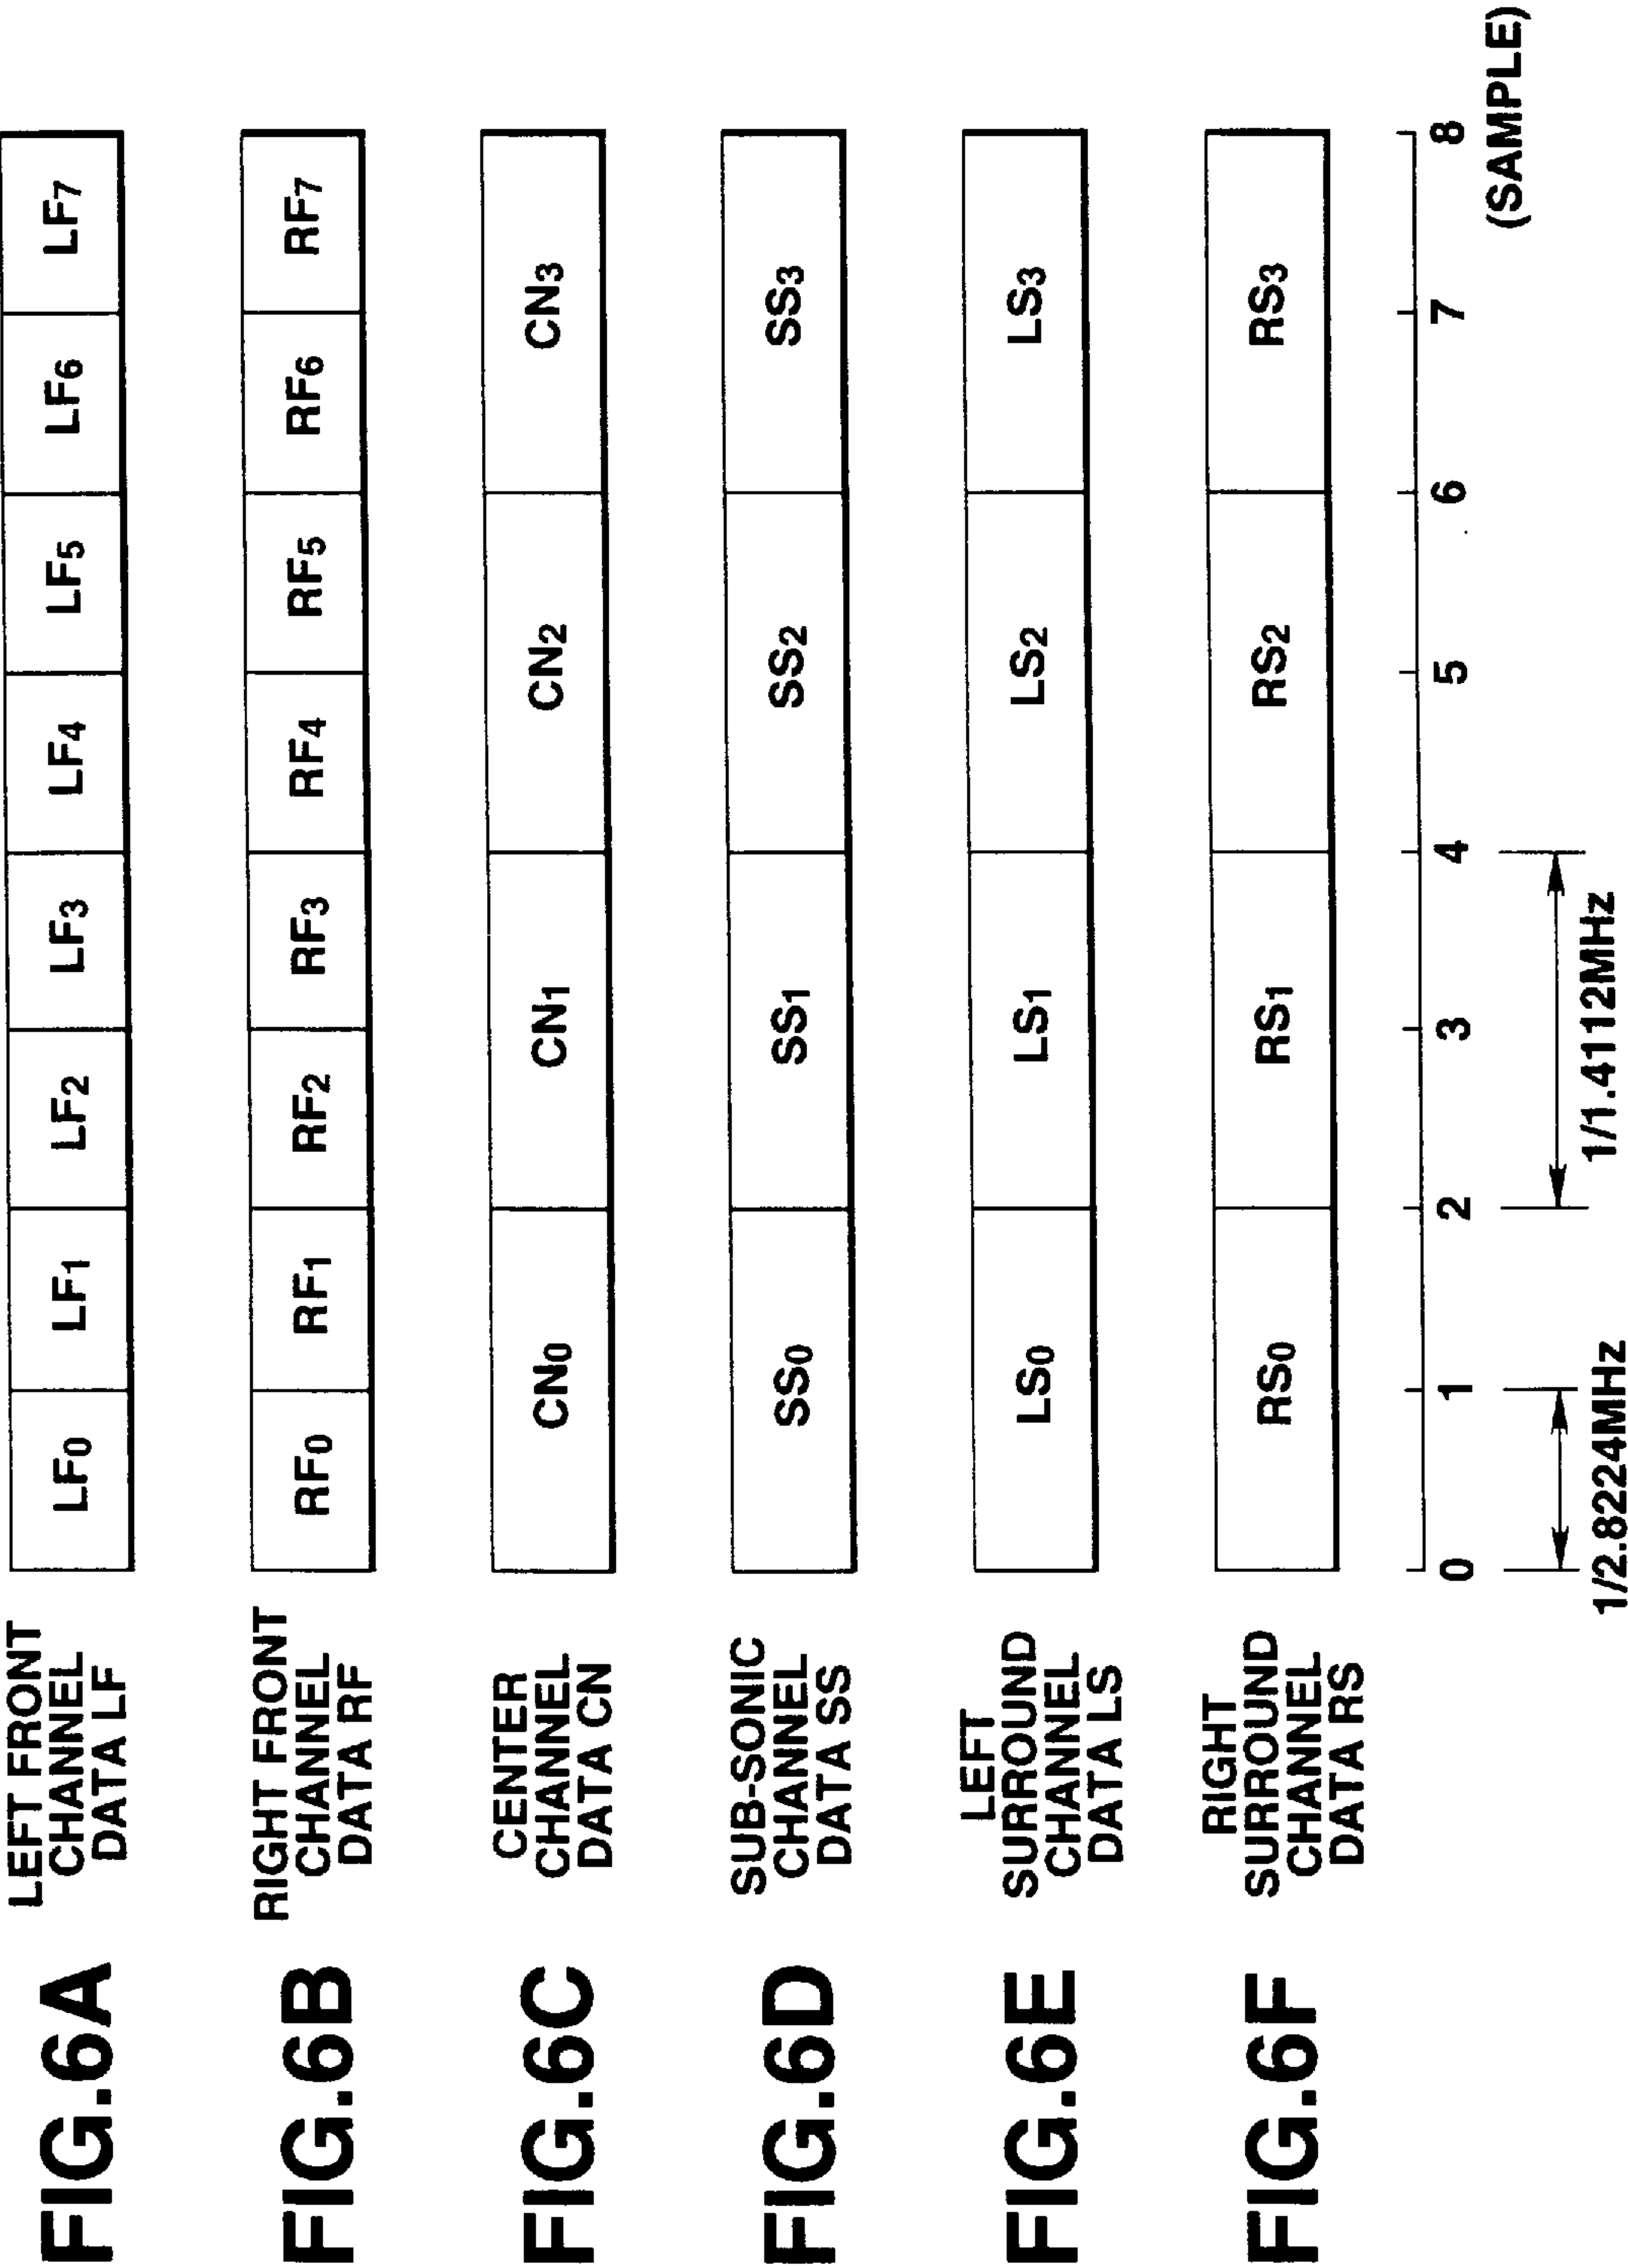 FIG.6A
LEFT FRONT
CHANNEL
DATA LF
LF0 LF1 LF2 LF3 LF4 LF5 LF6 LF7
FIG.6B
RIGHT FRONT
CHANNEL
DATA RF
RF0 RF1 RF2 RF3 RF4 RF5 RF6 RF7
FIG.6C
CENTER
CHANNEL
DATA CN
CN0 CN1 CN2 CN3
FIG.6D
SUB-SONIC
CHANNEL
DATA SS
SS0 SS1 SS2 SS3
FIG.6E
LEFT
SURROUND
CHANNEL
DATA LS
LS0 LS1 LS2 LS3
FIG.6F
RIGHT
SURROUND
CHANNEL
DATA RS
RS0 RS1 RS2 RS3
0 1 2 3 4 5 6 7 8
(SAMPLE)
1/2.8224MHz 1/1.4112MHz